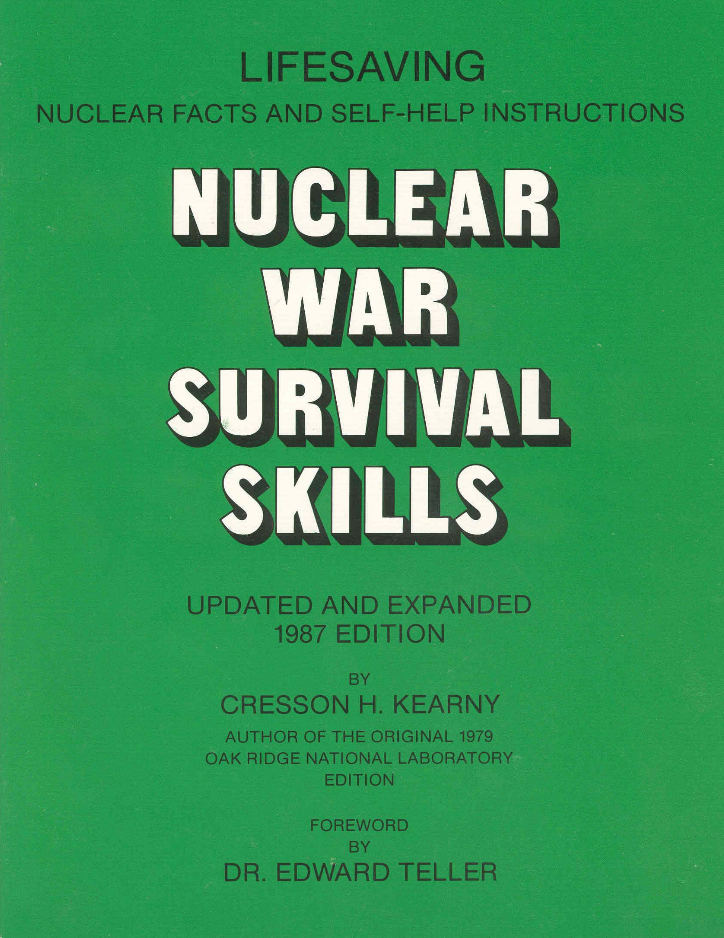 LIFESAVING
NUCLEAR FACTS AND SELF-HELP INSTRUCTIONS
NUCLEAR
WAR
SURVIVAL
SKILLS
UPDATED AND EXPANDED
1987 EDITION
BY
CRESSON H. KEARNY
AUTHOR OF THE ORIGINAL 1979
OAK RIDGE NATIONAL LABORATORY
EDITION
FOREWORD
BY
DR. EDWARD TELLER